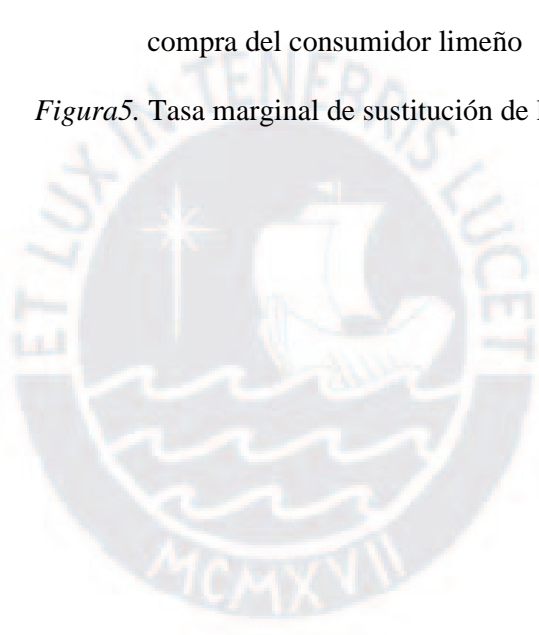 compra del consumidor limeño
Figura5. Tasa marginal de sustitución de
ET LUX IN TENEBRIS LUCET
MCMXVII